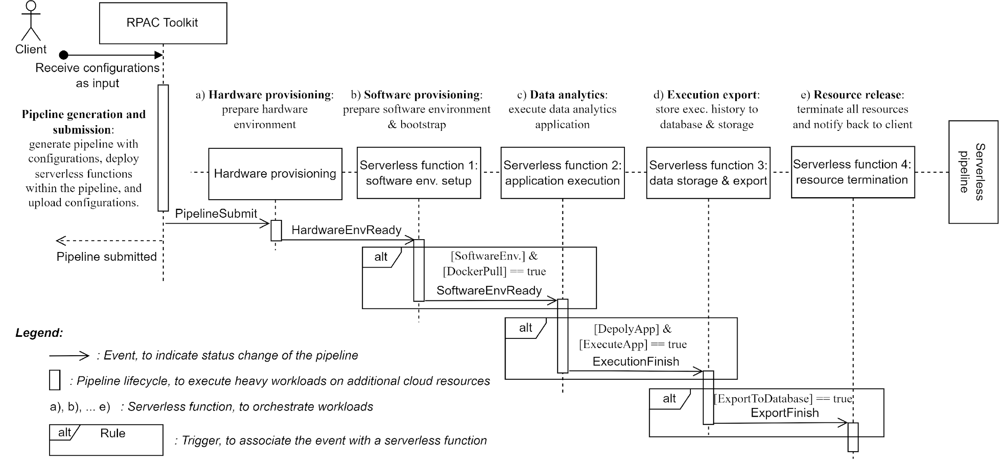 RPAC Toolkit
Client
Receive configurations
as input
Pipeline generation and
submission:
generate pipeline with
configurations, deploy
serverless functions
within the pipeline, and
upload configurations.
a) Hardware provisioning:
prepare hardware
environment
b) Software provisioning:
prepare software environment
& bootstrap
c) Data analytics:
execute data analytics
application
d) Execution export:
store exec. history to
database & storage
e) Resource release:
terminate all resources
and notify back to client
Hardware provisioning
Serverless function 1:
software env. setup
Serverless function 2:
application execution
Serverless function 3:
data storage & export
Serverless function 4:
resource termination
Serverless
pipeline
PipelineSubmit
HardwareEnvReady
Pipeline submitted
alt
[SoftwareEnv.] &
[DockerPull] == true
SoftwareEnvReady
alt
[DepolyApp] &
[ExecuteApp] == true
ExecutionFinish
alt
[ExportToDatabase] == true
ExportFinish
Legend:
: Event, to indicate status change of the pipeline
: Pipeline lifecycle, to execute heavy workloads on additional cloud resources
a), b), ... e) : Serverless function, to orchestrate workloads
alt Rule
: Trigger, to associate the event with a serverless function